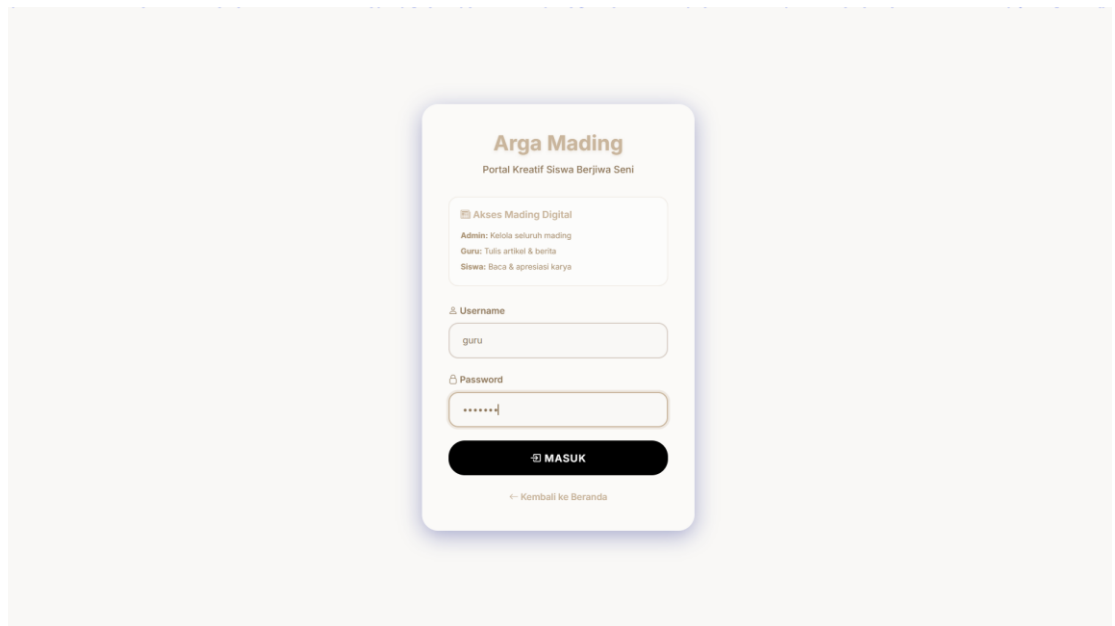 Arga Mading
Portal Kreatif Siswa Berjiwa Seni
Akses Mading Digital
Admin: Kelola seluruh mading
Guru: Tulis artikel & berita
Siswa: Baca & apresiasi karya
Username
guru
Password
•••••••
MASUK
← Kembali ke Beranda